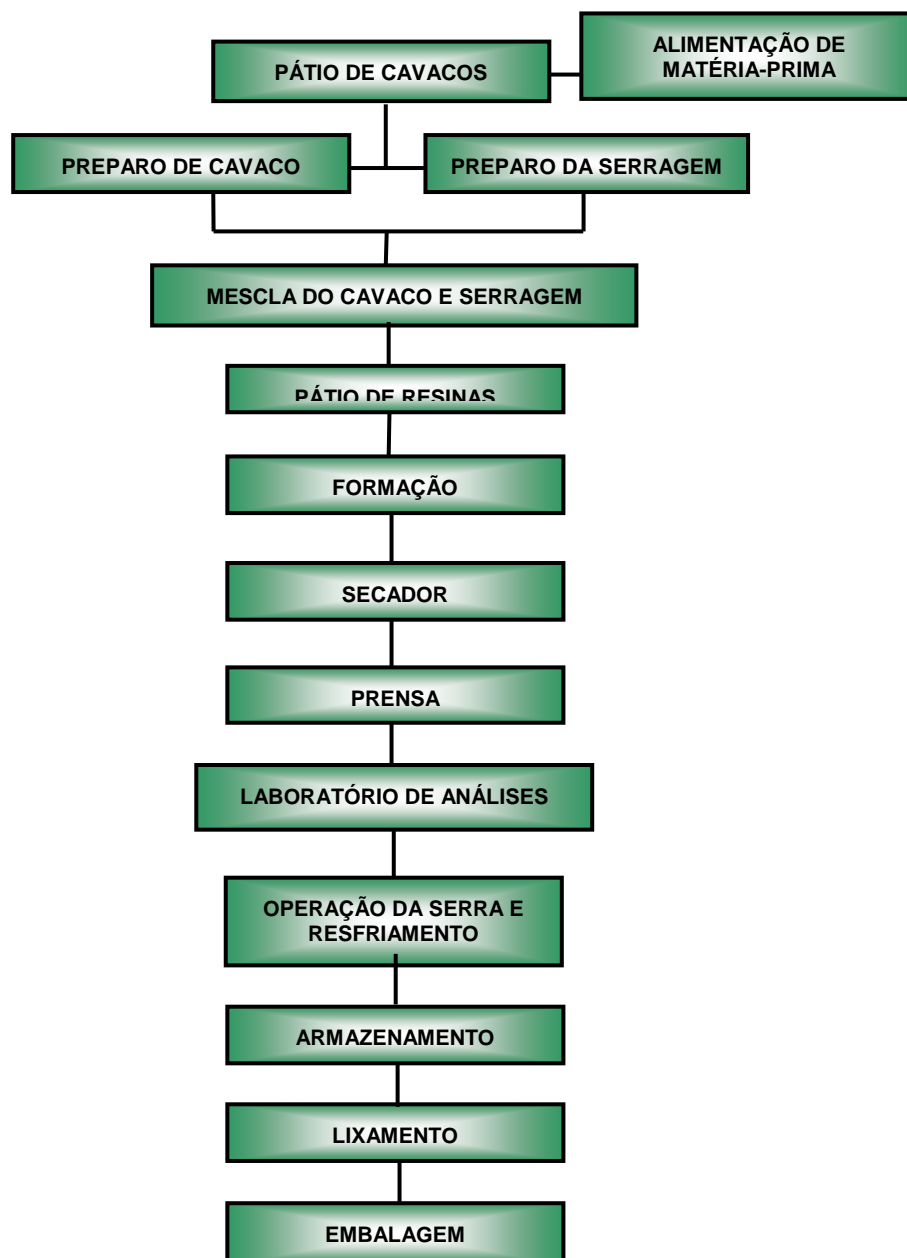 PÁTIO DE CAVACOS
ALIMENTAÇÃO DE
MATÉRIA-PRIMA
PREPARO DE CAVACO
PREPARO DA SERRAGEM
MESCLA DO CAVACO E SERRAGEM
PÁTIO DE RESINAS
FORMAÇÃO
SECADOR
PRENSA
LABORATÓRIO DE ANÁLISES
OPERAÇÃO DA SERRA E
RESFRIAMENTO
ARMAZENAMENTO
LIXAMENTO
EMBALAGEM